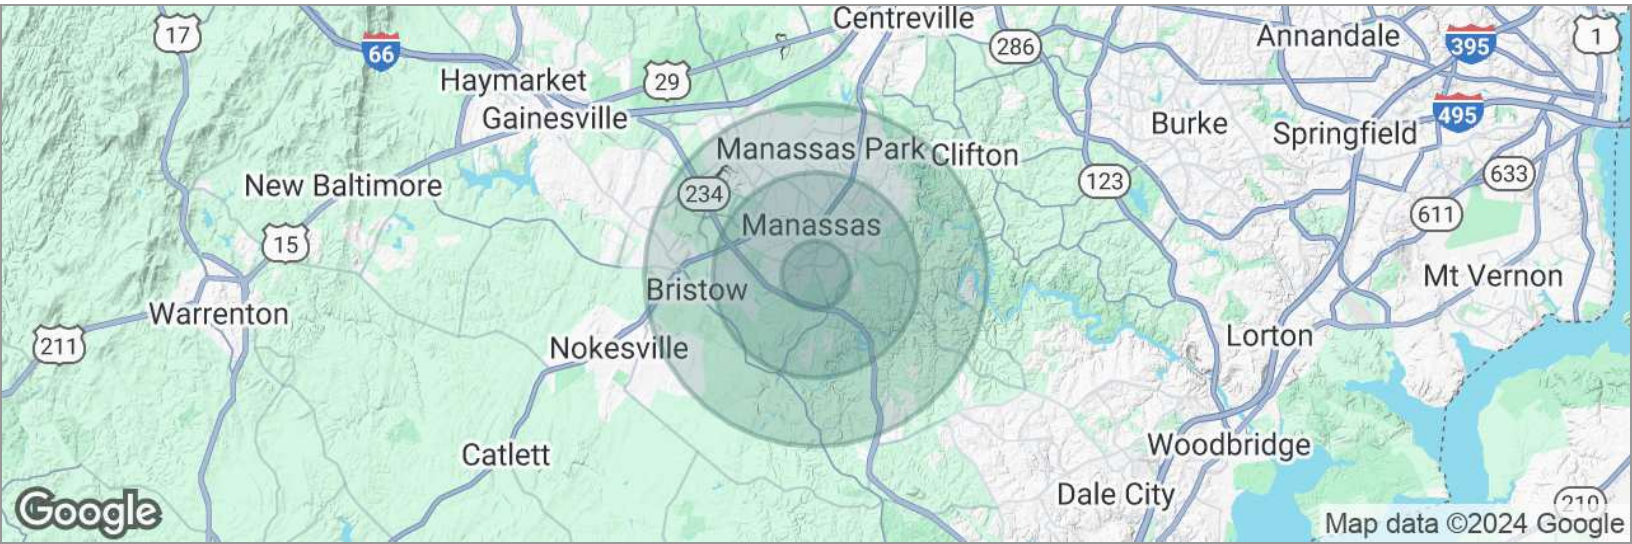 Centreville
17
66
286
Annandale
395
1
Haymarket
29
Gainesville
495
Burke
Springfield
Manassas Park
Clifton
123
633
New Baltimore
234
611
15
Manassas
Mt Vernon
Bristow
Warrenton
211
Nokesville
Lorton
Catlett
Woodbridge
Dale City
210
Google
Map data ©2024 Google